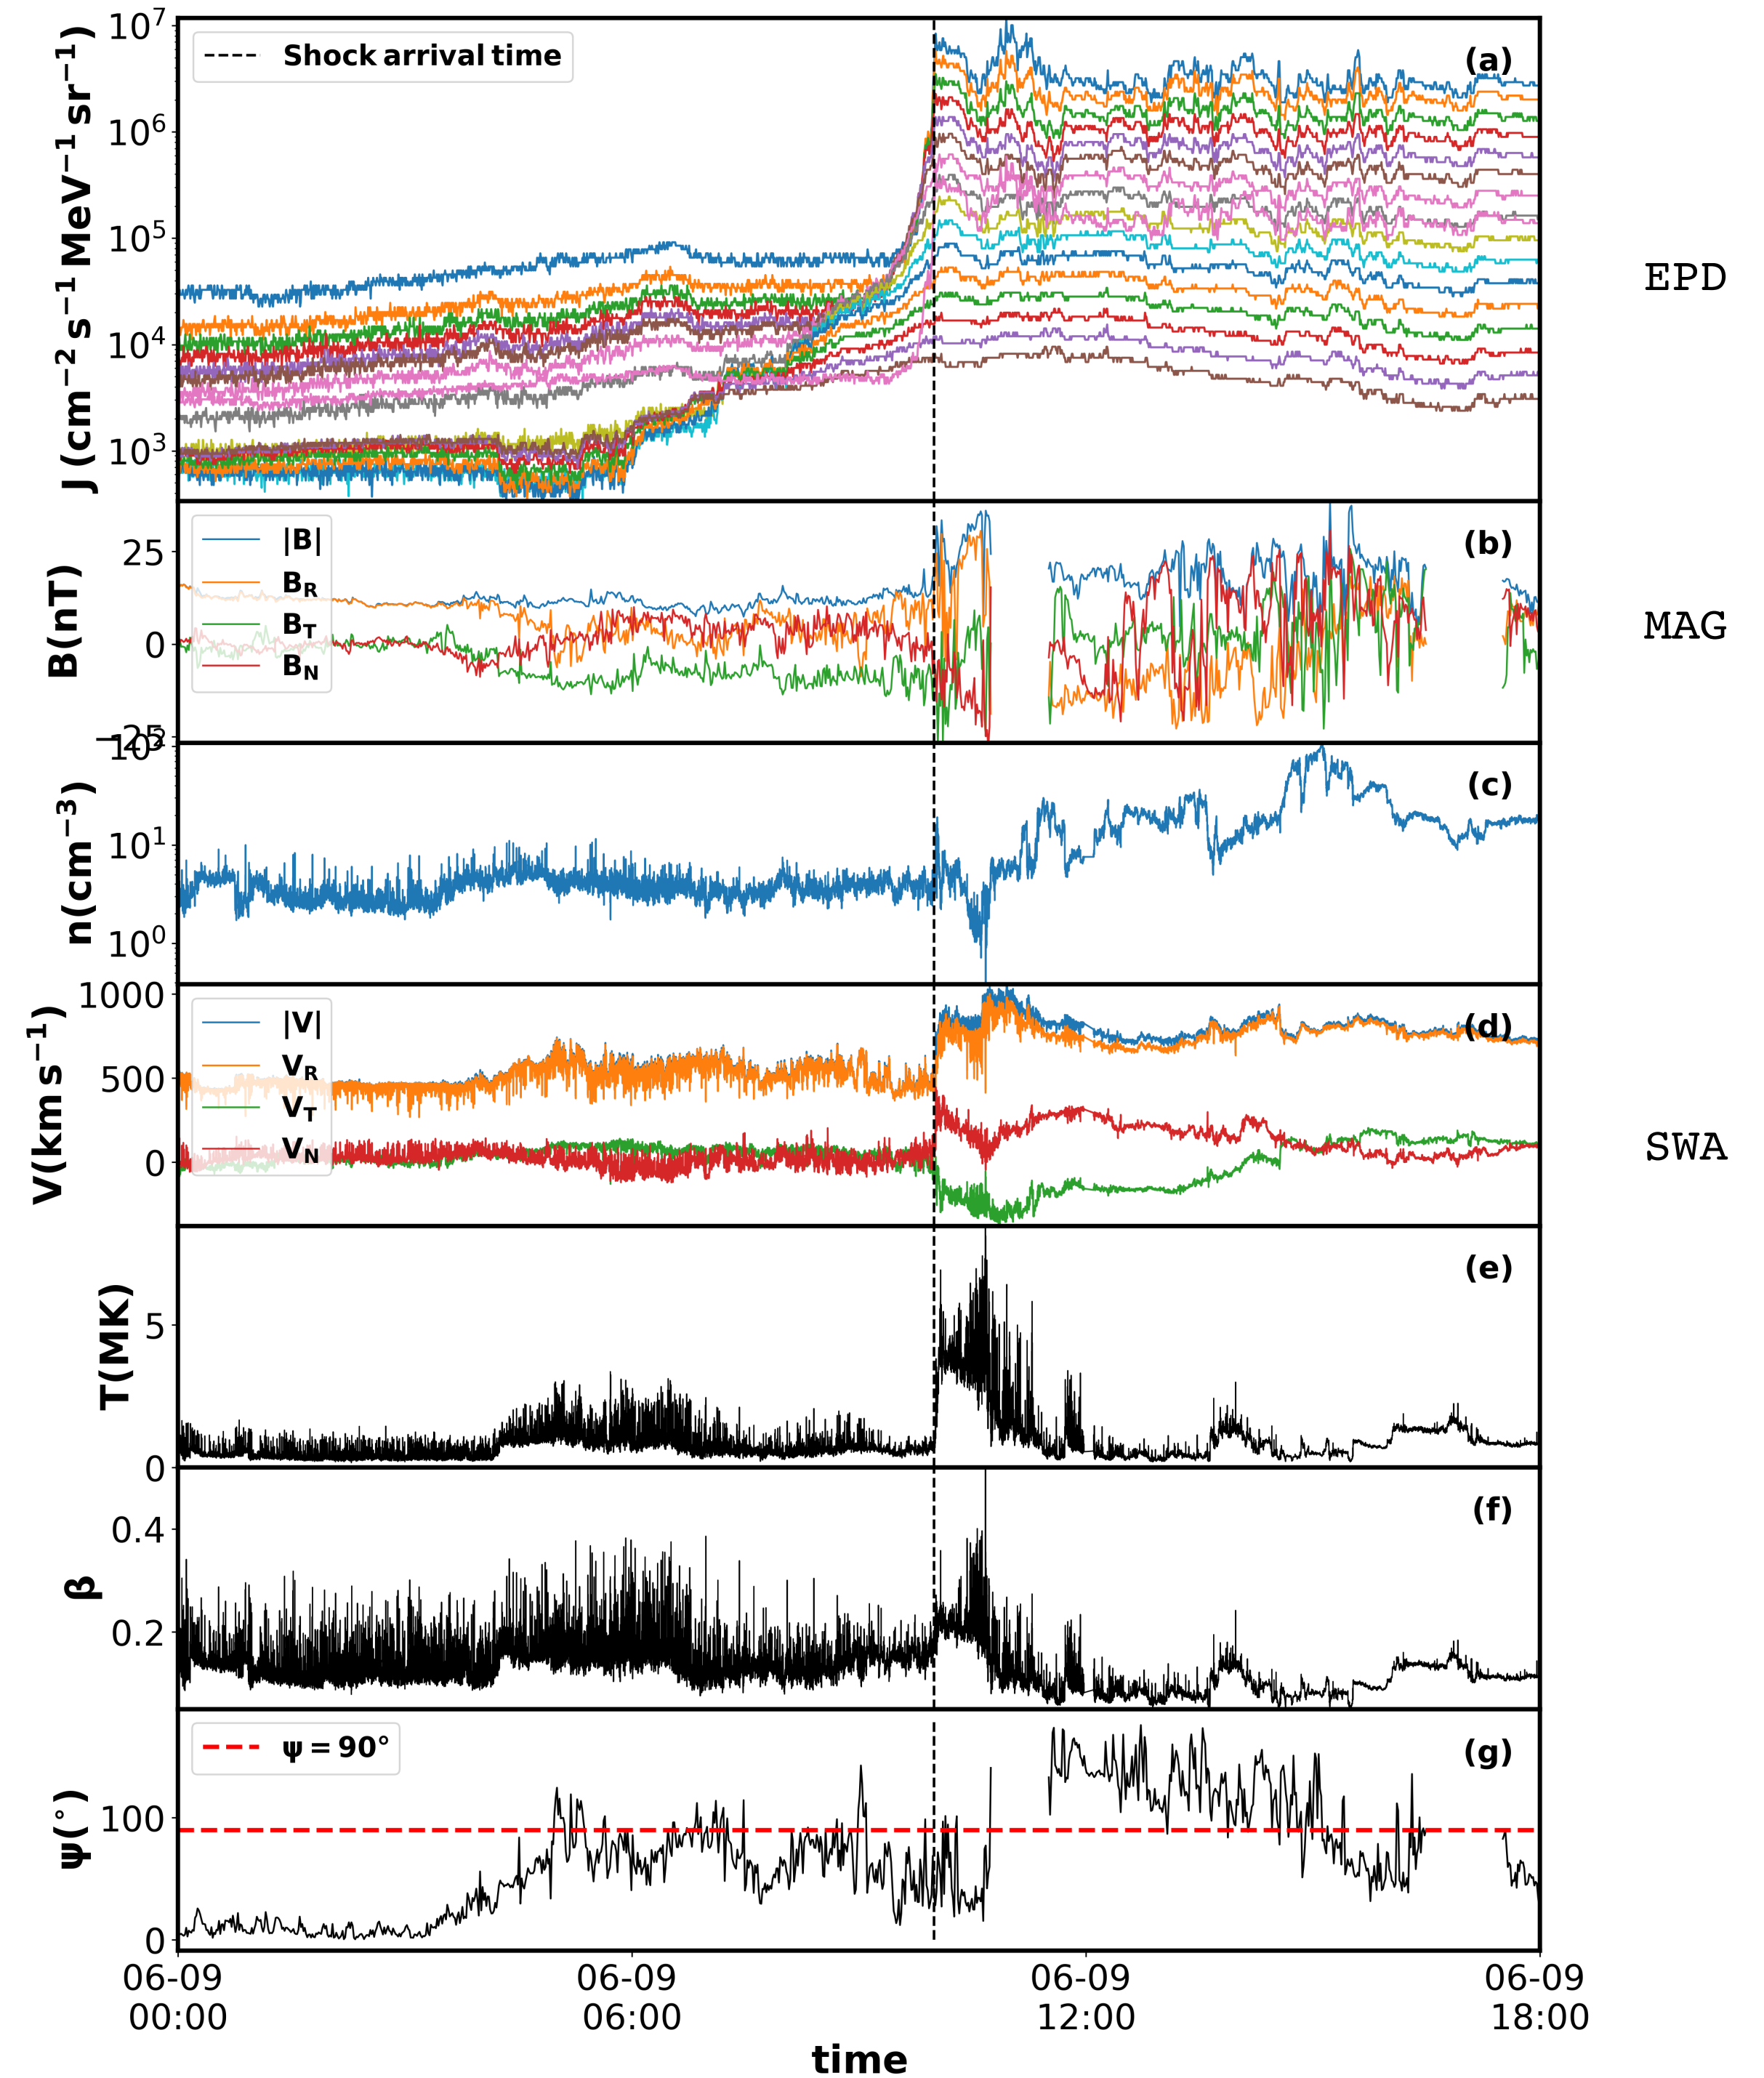 J (cm⁻² s⁻¹ MeV⁻¹ sr⁻¹)
10⁷
10⁶
10⁵
10⁴
10³
Shock arrival time
(a)
EPD
B(nT)
25
0
−25
|B|
B_R
B_T
B_N
(b)
MAG
n(cm⁻³)
10²
10¹
10⁰
(c)
V(km s⁻¹)
1000
500
0
|V|
V_R
V_T
V_N
(d)
SWA
T(MK)
5
0
(e)
β
0.4
0.2
(f)
ψ(°)
100
0
ψ = 90°
(g)
06-09
00:00
06-09
06:00
06-09
12:00
06-09
18:00
time